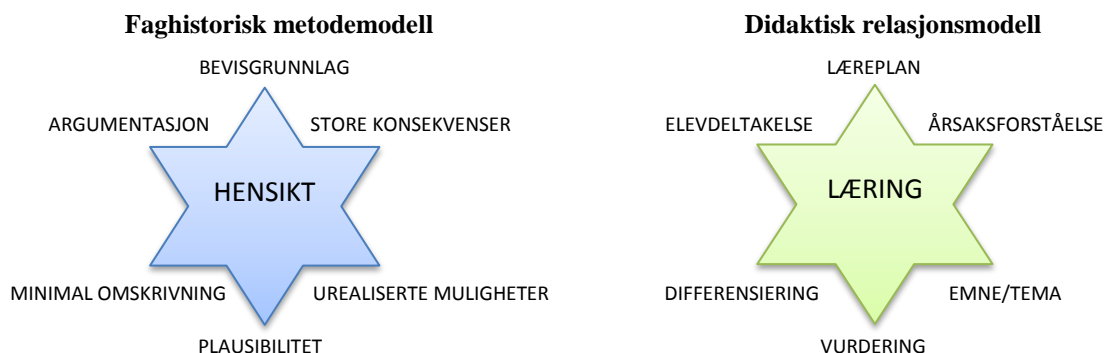 Faghistorisk metodemodell
BEVISGRUNNLAG
ARGUMENTASJON
STORE KONSEKVENSER
HENSIKT
MINIMAL OMSKRIVNING
UREALISERTE MULIGHETER
PLAUSIBILITET
Didaktisk relasjonsmodell
LÆREPLAN
ELEVDELTAKELSE
ÅRSAKSFORSTÅELSE
LÆRING
DIFFERENSIERING
EMNE/TEMA
VURDERING